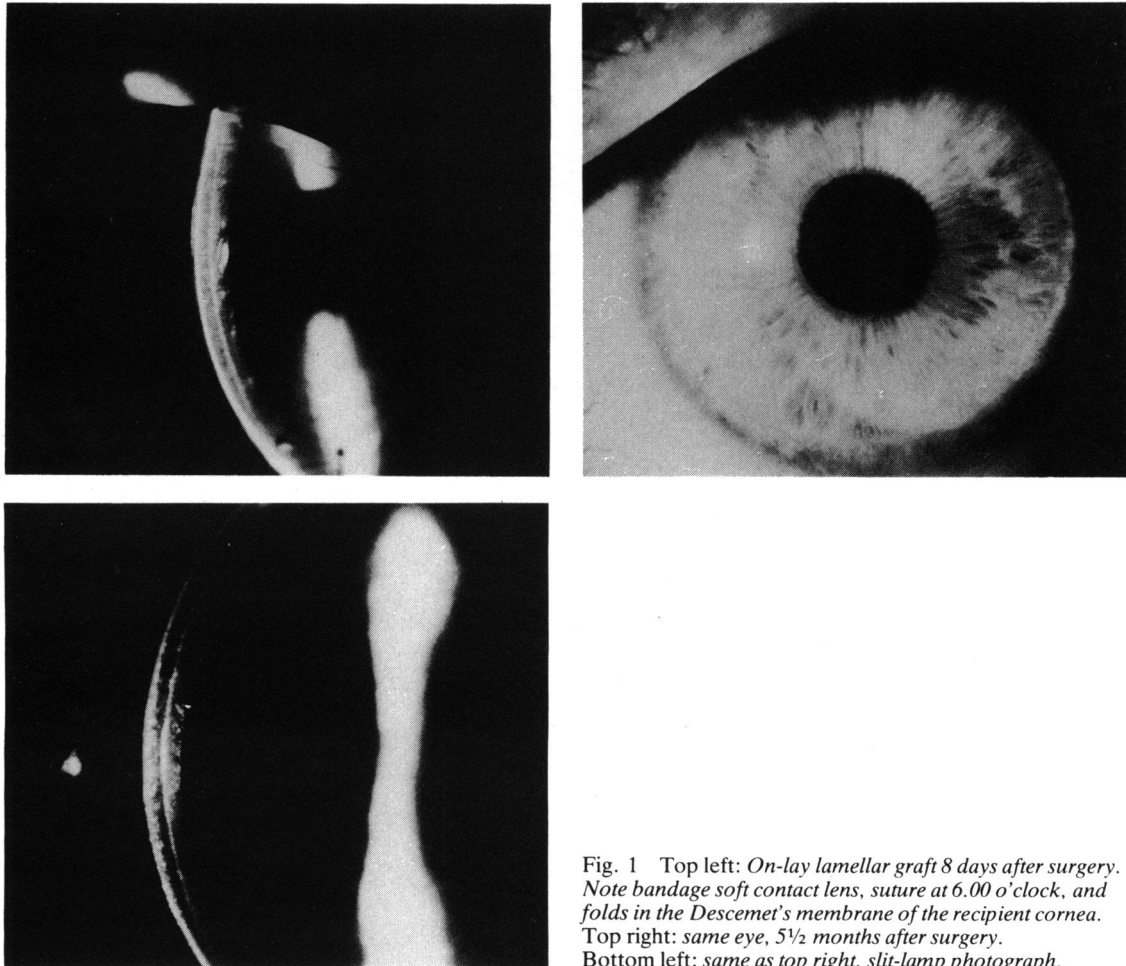 Fig. 1 Top left: On-lay lamellar graft 8 days after surgery.
Note bandage soft contact lens, suture at 6.00 o'clock, and
folds in the Descemet's membrane of the recipient cornea.
Top right: same eye, 5½ months after surgery.
Bottom left: same as top right, slit-lamp photograph.